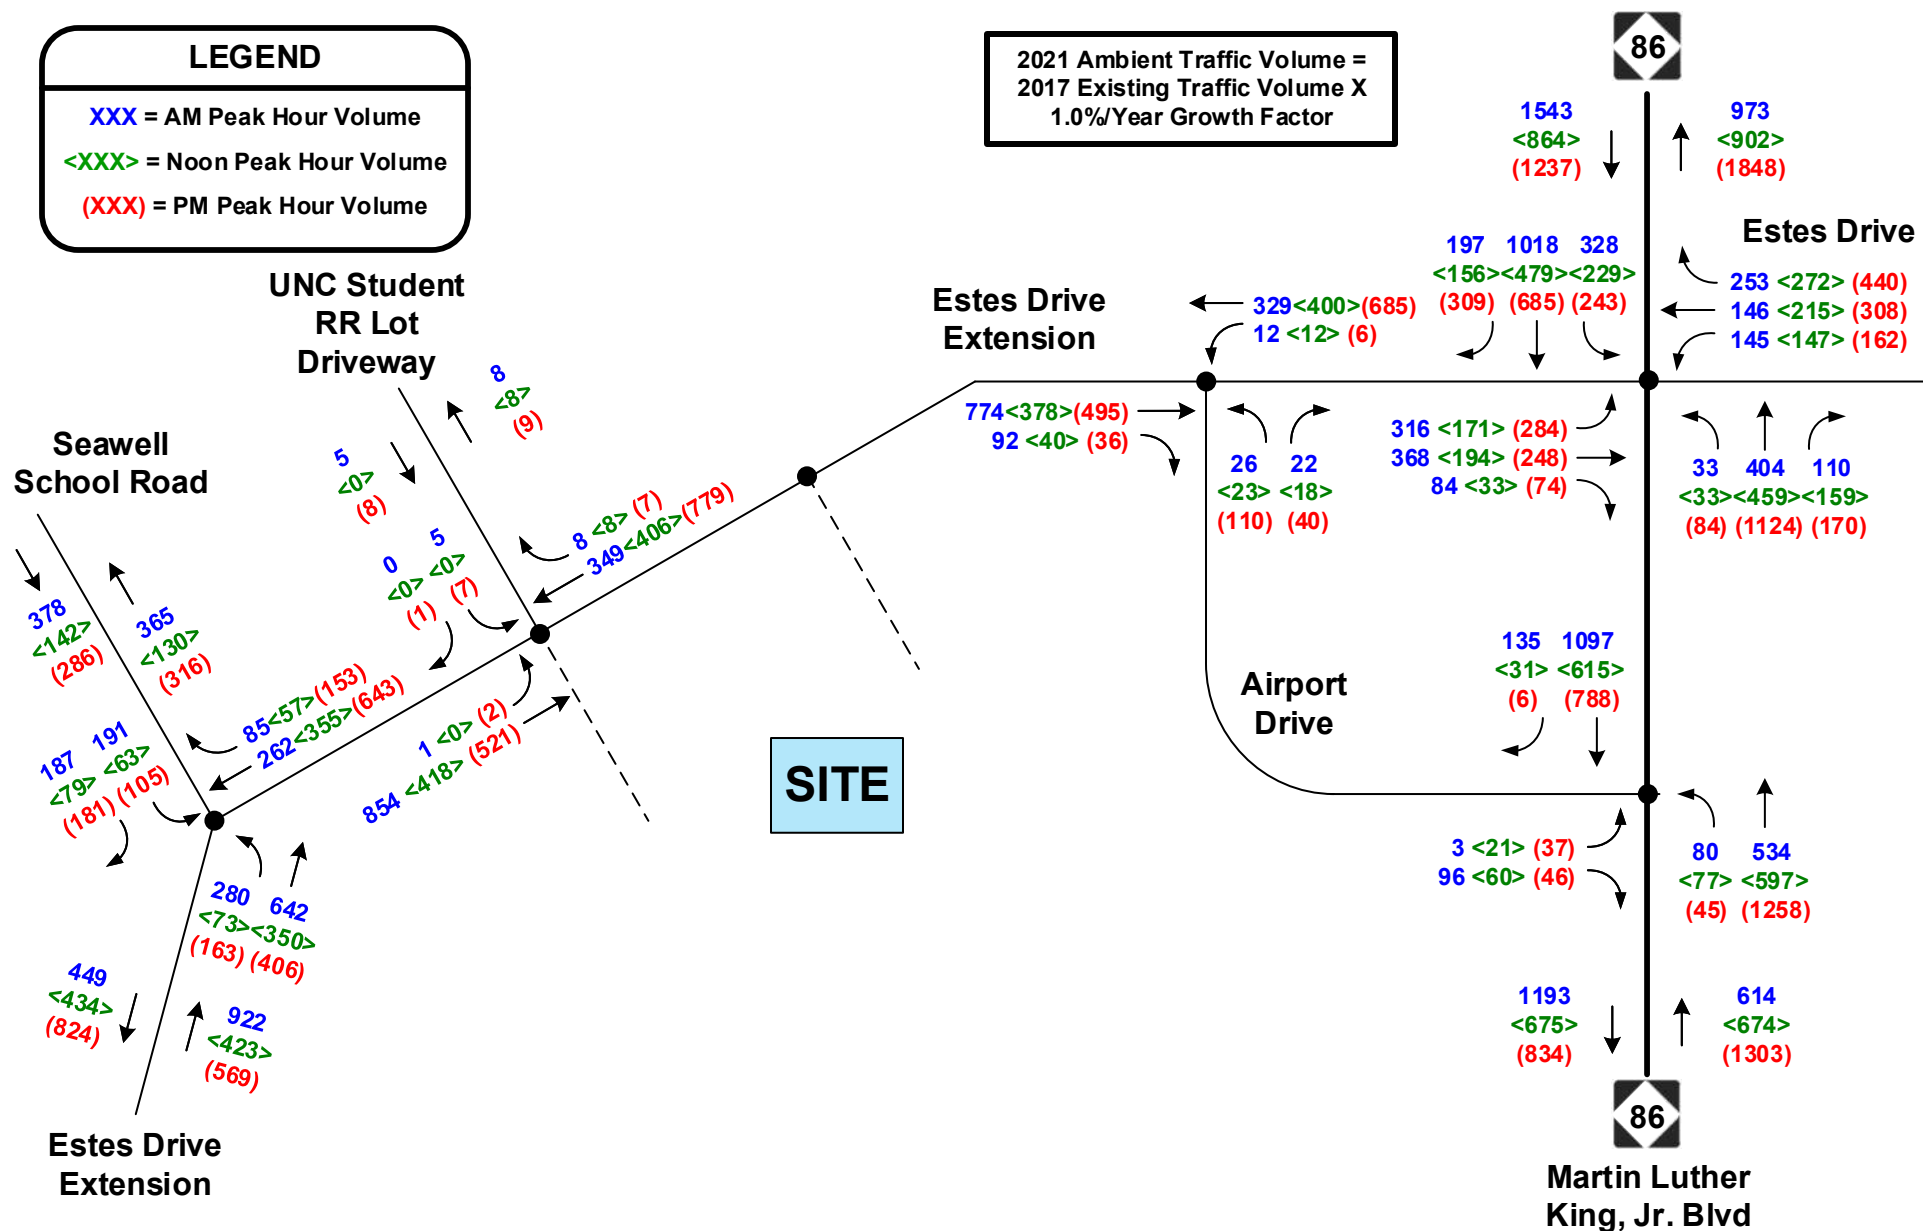 LEGEND
XXX = AM Peak Hour Volume
<XXX> = Noon Peak Hour Volume
(XXX) = PM Peak Hour Volume
2021 Ambient Traffic Volume =
2017 Existing Traffic Volume X
1.0%/Year Growth Factor
86
1543
<864>
(1237)
973
<902>
(1848)
Estes Drive
197 1018 328
<156> <479> <229>
(309) (685) (243)
253 <272> (440)
146 <215> (308)
145 <147> (162)
UNC Student
RR Lot
Driveway
Estes Drive
Extension
329 <400> (685)
12 <12> (6)
774 <378> (495)
92 <40> (36)
26 22
<23> <18>
(110) (40)
316 <171> (284)
368 <194> (248)
84 <33> (74)
33 404 110
<33> <459> <159>
(84) (1124) (170)
8
<8>
(9)
5
<0>
(8)
Seawell
School Road
8 <8> (7)
349 <406> (779)
0 5
<0> <0>
(1) (7)
378
<142>
(286)
365
<130>
(316)
85 <57> (153)
262 <355> (643)
1 <0> (2)
854 <418> (521)
187 191
<79> <63>
(181) (105)
SITE
Airport
Drive
135 1097
<31> <615>
(6) (788)
3 <21> (37)
96 <60> (46)
80 534
<77> <597>
(45) (1258)
280 642
<73> <350>
(163) (406)
449
<434>
(824)
922
<423>
(569)
1193
<675>
(834)
614
<674>
(1303)
86
Estes Drive
Extension
Martin Luther
King, Jr. Blvd